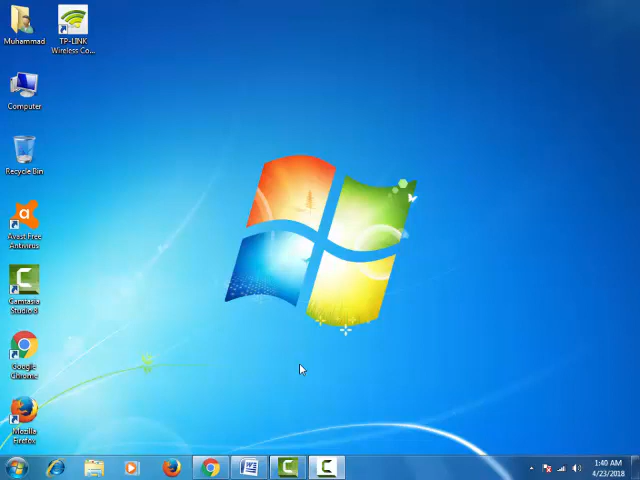 Muhammad
TP-LINK
Wireless Co...
Computer
Recycle Bin
Avast Free
Antivirus
Camtasia
Studio 8
Google
Chrome
Mozilla
Firefox
1:40 AM
4/23/2018